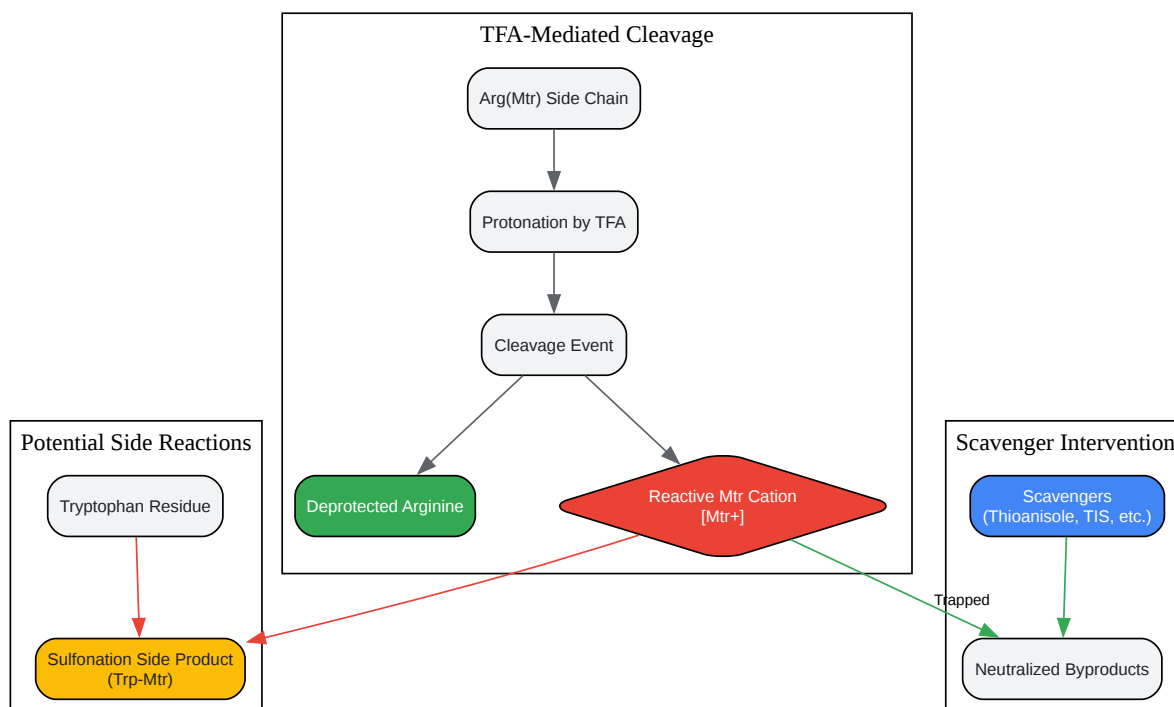 TFA-Mediated Cleavage
Arg(Mtr) Side Chain
Protonation by TFA
Cleavage Event
Potential Side Reactions
Scavenger Intervention
Tryptophan Residue
Deprotected Arginine
Reactive Mtr Cation
[Mtr+]
Scavengers
(Thioanisole, TIS, etc.)
Trapped
Sulfonation Side Product
(Trp-Mtr)
Neutralized Byproducts